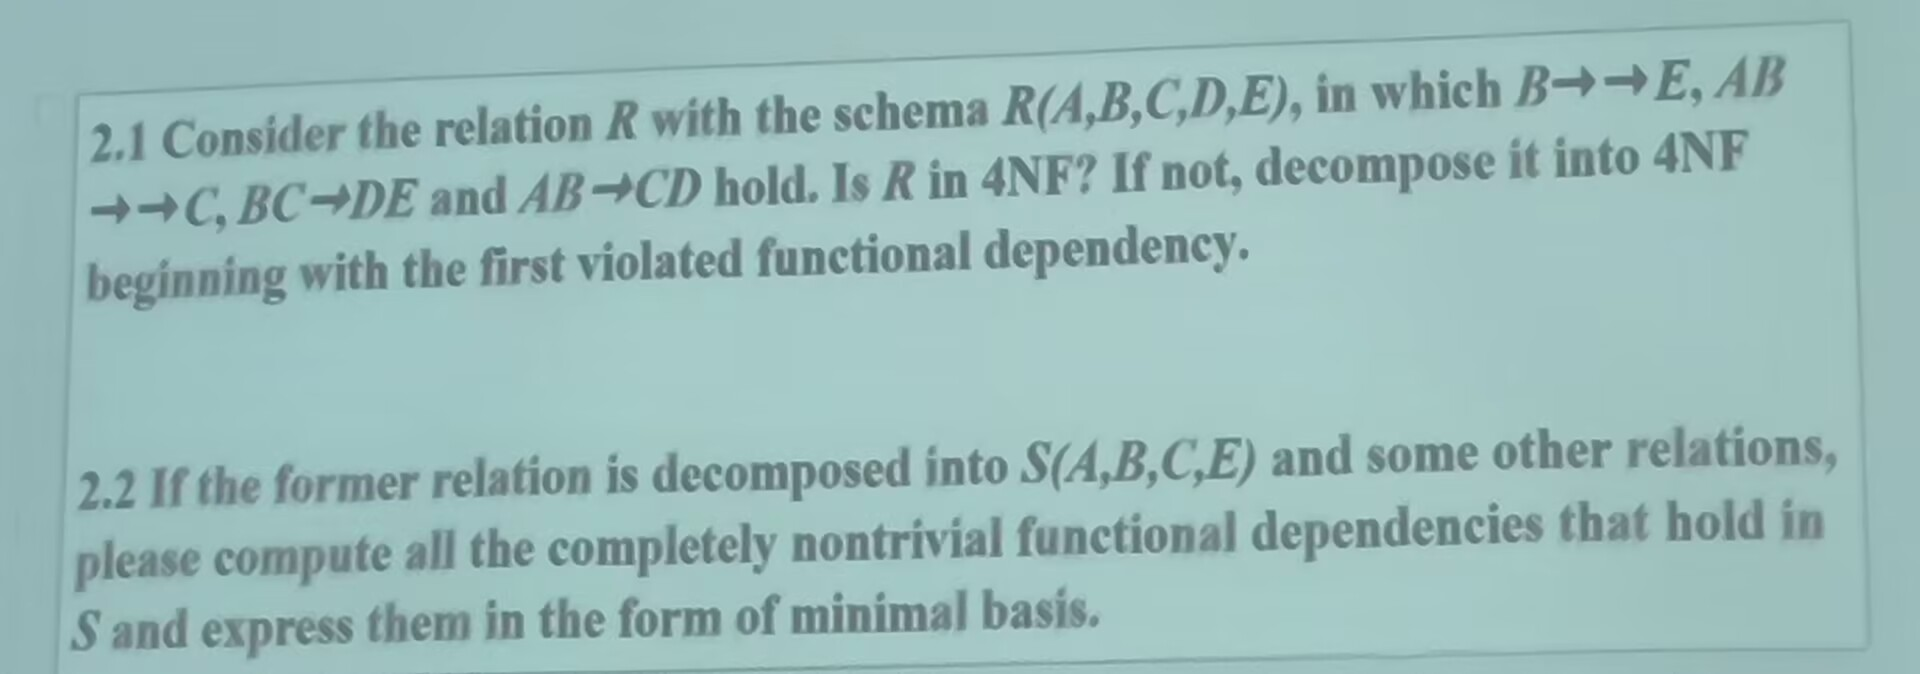 2.1 Consider the relation R with the schema R(A,B,C,D,E), in which B→→E, AB
→→C, BC→DE and AB→CD hold. Is R in 4NF? If not, decompose it into 4NF
beginning with the first violated functional dependency.
2.2 If the former relation is decomposed into S(A,B,C,E) and some other relations,
please compute all the completely nontrivial functional dependencies that hold in
S and express them in the form of minimal basis.